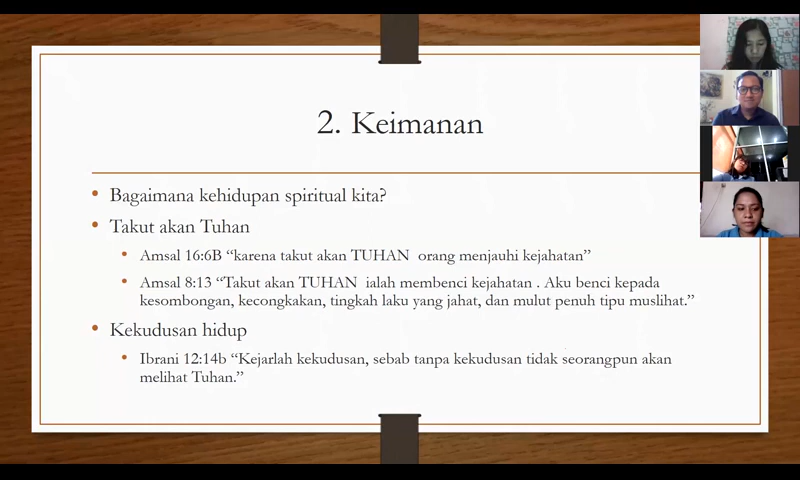 2. Keimanan
Bagaimana kehidupan spiritual kita?
Takut akan Tuhan
Amsal 16:6B “karena takut akan TUHAN orang menjauhi kejahatan”
Amsal 8:13 “Takut akan TUHAN ialah membenci kejahatan . Aku benci kepada
kesombongan, kecongkakan, tingkah laku yang jahat, dan mulut penuh tipu muslihat.”
Kekudusan hidup
Ibrani 12:14b “Kejarlah kekudusan, sebab tanpa kekudusan tidak seorangpun akan
melihat Tuhan.”